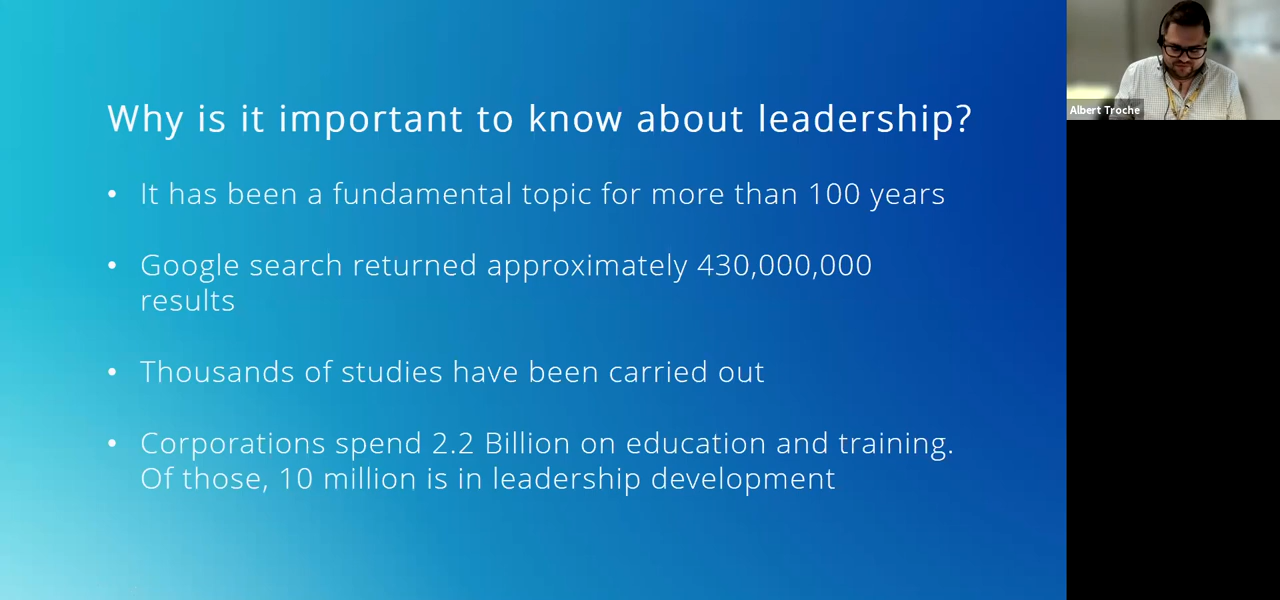 Why is it important to know about leadership?
• It has been a fundamental topic for more than 100 years
• Google search returned approximately 430,000,000
results
• Thousands of studies have been carried out
• Corporations spend 2.2 Billion on education and training.
Of those, 10 million is in leadership development
Albert Troche